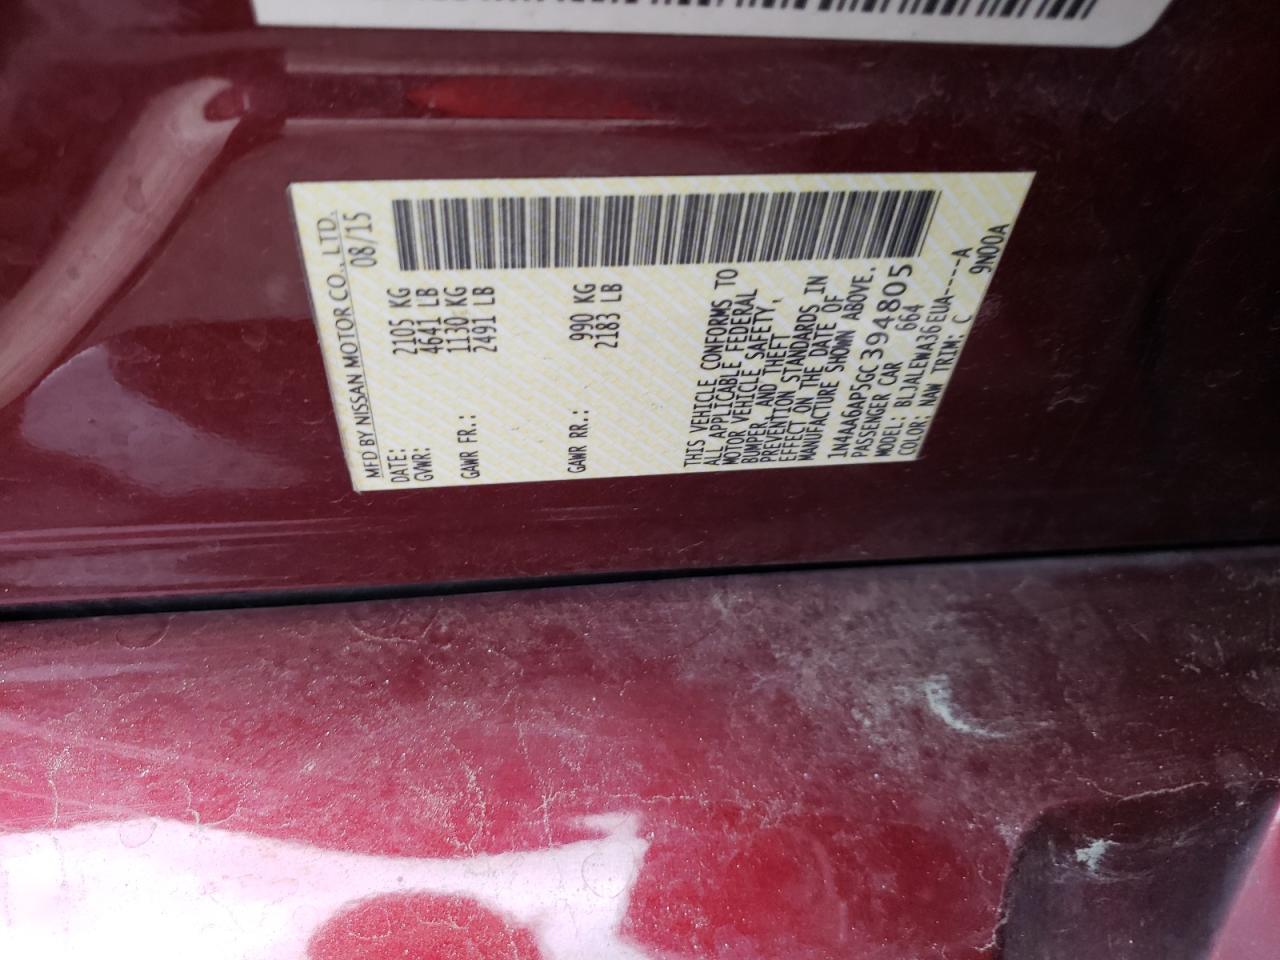 MFD BY NISSAN MOTOR CO., LTD.
DATE: 08/15
GVWR: 2105 KG
4641 LB
GAWR FR.: 1130 KG
2491 LB
GAWR RR.: 990 KG
2183 LB
THIS VEHICLE CONFORMS TO
ALL APPLICABLE FEDERAL
MOTOR VEHICLE SAFETY,
BUMPER, AND THEFT
PREVENTION STANDARDS IN
EFFECT ON THE DATE OF
MANUFACTURE SHOWN ABOVE.
1N4AA6AP5GC394805
PASSENGER CAR 664
MODEL: BLJALEWA36EUA-----A
COLOR: NAW TRIM: C 9N00A